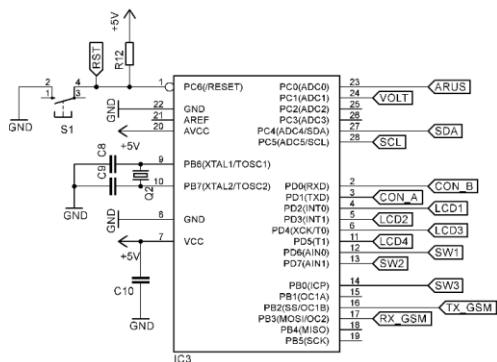 +5V
RST
R12
2 4
1 3
S1
GND
1 PC6(/RESET)
22 GND
21 AREF
20 AVCC
GND
+5V
C8
C9
Q2
9 PB6(XTAL1/TOSC1)
10 PB7(XTAL2/TOSC2)
GND
8 GND
GND
7 VCC
+5V
C10
GND
IC3
PC0(ADC0) 23 ARUS
PC1(ADC1) 24 VOLT
PC2(ADC2) 25
PC3(ADC3) 26
PC4(ADC4/SDA) 27 SDA
PC5(ADC5/SCL) 28 SCL
PD0(RXD) 2 CON_B
PD1(TXD) 3 CON_A
PD2(INT0) 4 LCD1
PD3(INT1) 5 LCD2
PD4(XCK/T0) 6 LCD3
PD5(T1) 11 LCD4
PD6(AIN0) 12 SW1
PD7(AIN1) 13 SW2
PB0(ICP) 14 SW3
PB1(OC1A) 15
PB2(SS/OC1B) 16 TX_GSM
PB3(MOSI/OC2) 17 RX_GSM
PB4(MISO) 18
PB5(SCK) 19